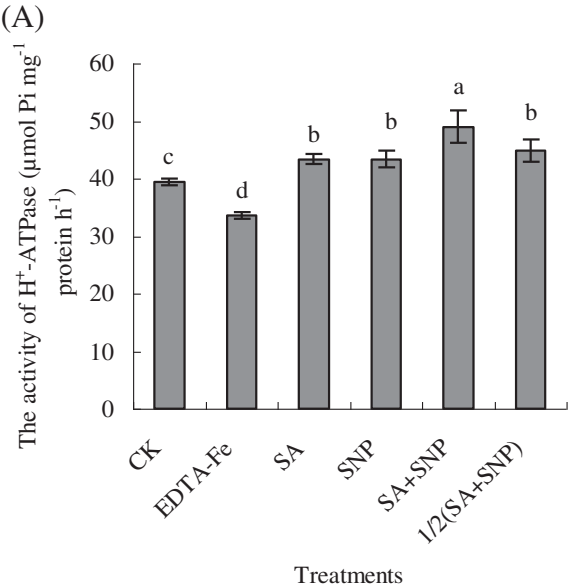 (A)
The activity of H⁺-ATPase (μmol Pi mg⁻¹
protein h⁻¹)
60
50
40
30
20
10
0
c
d
b
b
a
b
CK
EDTA-Fe
SA
SNP
SA+SNP
1/2(SA+SNP)
Treatments